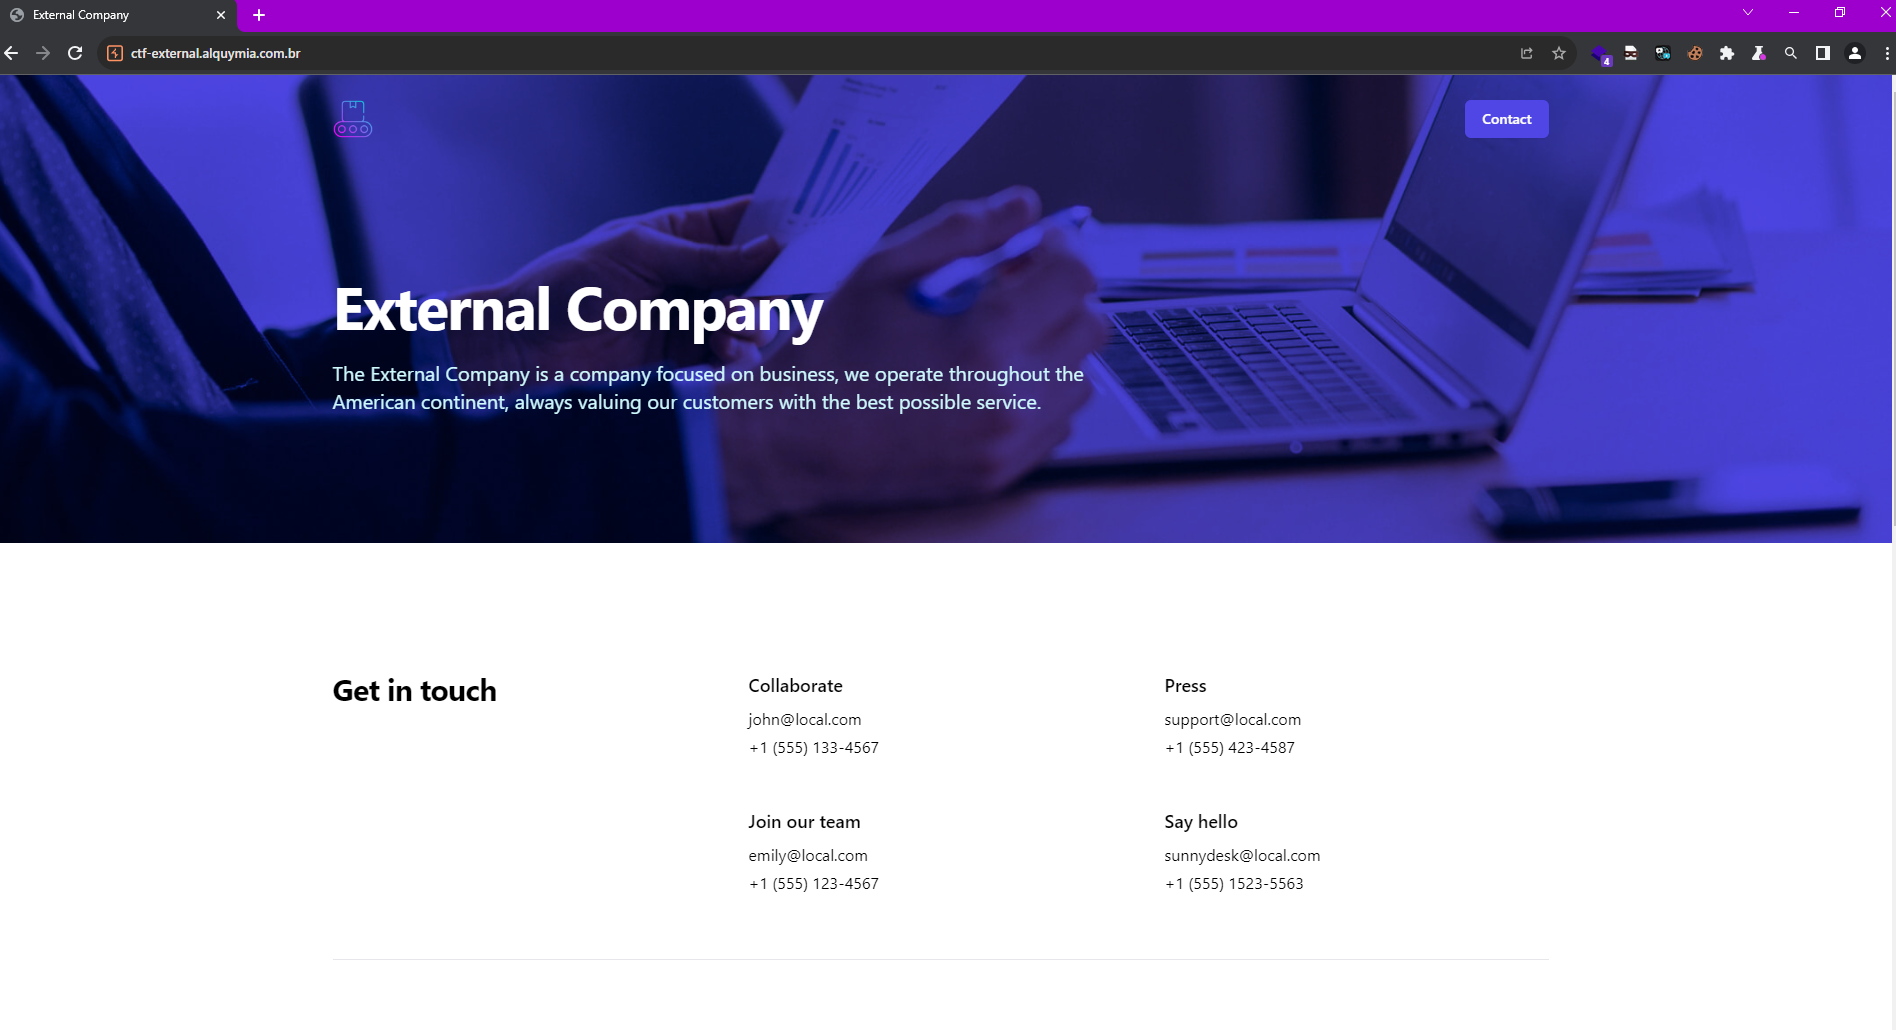 External Company
ctf-external.alquymia.com.br
4
Contact
External Company
The External Company is a company focused on business, we operate throughout the
American continent, always valuing our customers with the best possible service.
Get in touch
Collaborate
john@local.com
+1 (555) 133-4567
Press
support@local.com
+1 (555) 423-4587
Join our team
emily@local.com
+1 (555) 123-4567
Say hello
sunnydesk@local.com
+1 (555) 1523-5563